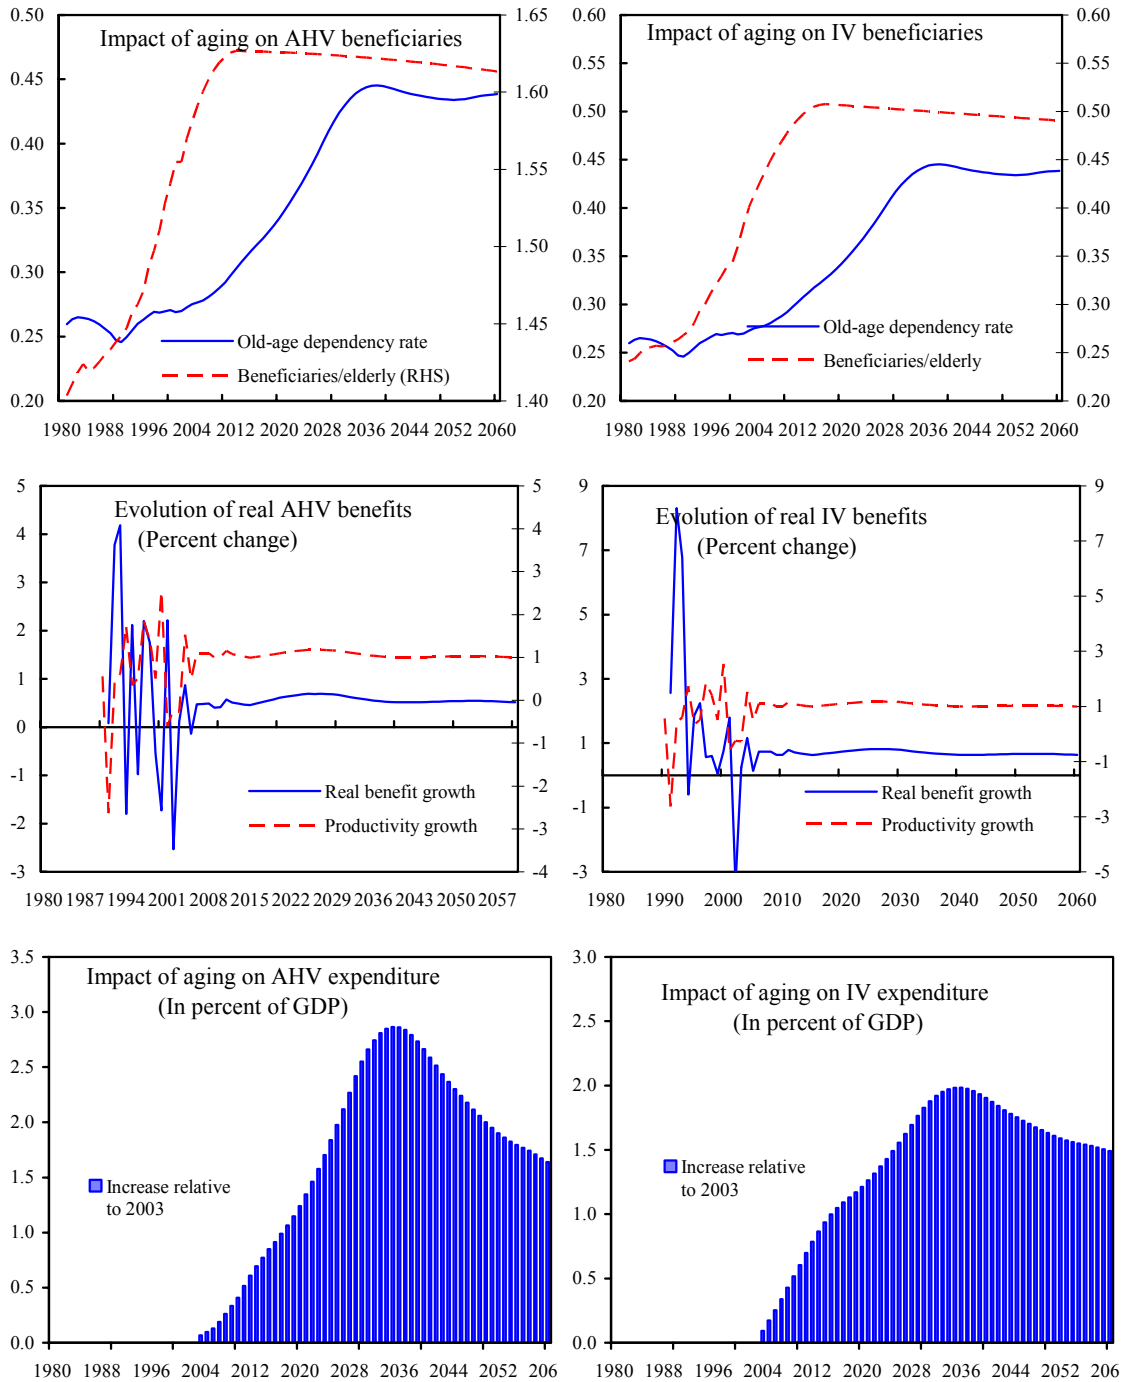 Impact of aging on AHV beneficiaries
0.50
0.45
0.40
0.35
0.30
0.25
0.20
1.65
1.60
1.55
1.50
1.45
1.40
Old-age dependency rate
Beneficiaries/elderly (RHS)
1980 1988 1996 2004 2012 2020 2028 2036 2044 2052 2060
Impact of aging on IV beneficiaries
0.60
0.55
0.50
0.45
0.40
0.35
0.30
0.25
0.20
0.60
0.55
0.50
0.45
0.40
0.35
0.30
0.25
0.20
Old-age dependency rate
Beneficiaries/elderly
1980 1988 1996 2004 2012 2020 2028 2036 2044 2052 2060
Evolution of real AHV benefits
(Percent change)
5
4
3
2
1
0
-1
-2
-3
5
4
3
2
1
0
-1
-2
-3
-4
Real benefit growth
Productivity growth
1980 1987 1994 2001 2008 2015 2022 2029 2036 2043 2050 2057
Evolution of real IV benefits
(Percent change)
9
7
5
3
1
-1
-3
9
7
5
3
1
-1
-3
-5
Real benefit growth
Productivity growth
1980 1990 2000 2010 2020 2030 2040 2050 2060
Impact of aging on AHV expenditure
(In percent of GDP)
3.5
3.0
2.5
2.0
1.5
1.0
0.5
0.0
Increase relative
to 2003
1980 1988 1996 2004 2012 2020 2028 2036 2044 2052 206
Impact of aging on IV expenditure
(In percent of GDP)
3.0
2.5
2.0
1.5
1.0
0.5
0.0
Increase relative
to 2003
1980 1988 1996 2004 2012 2020 2028 2036 2044 2052 206